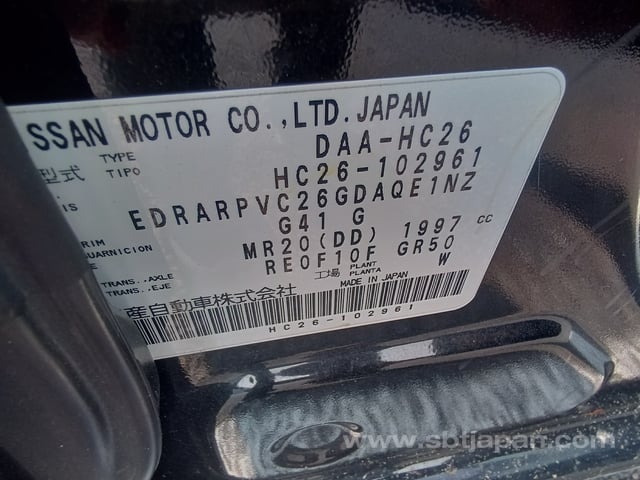 SSAN MOTOR CO.,LTD.JAPAN
TYPE DAA-HC26
型式 TIPO HC26-102961
EDRARPVC26GDAQE1NZ
RIM G41 G
UARNICION MR20(DD) 1997 CC
TRANS.,AXLE RE0F10F GR50
TRANS.,EJE 工場 PLANT PLANTA W
産自動車株式会社 MADE IN JAPAN
HC26-102961
www.sbtjapan.com